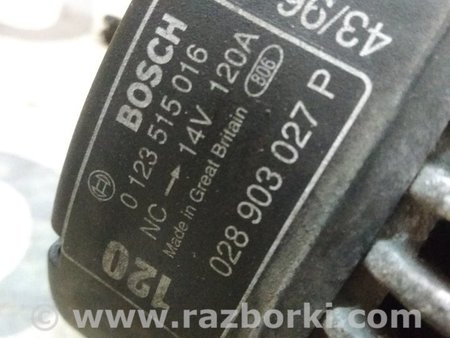 43/96
BOSCH
0 123 515 016
NC → 14V 120A
Made in Great Britain 806
028 903 027 P
120
© www.razborki.com